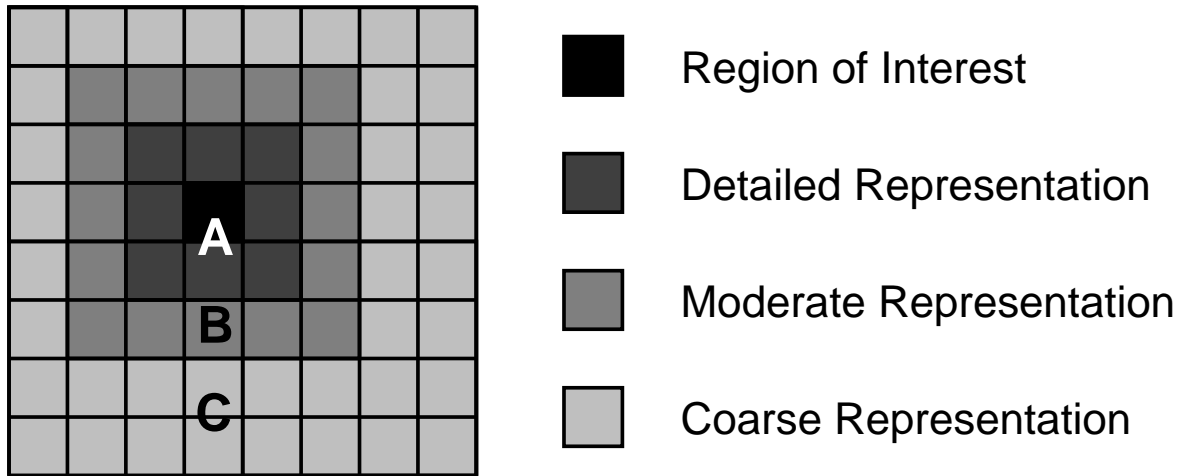 A
B
C
Region of Interest
Detailed Representation
Moderate Representation
Coarse Representation